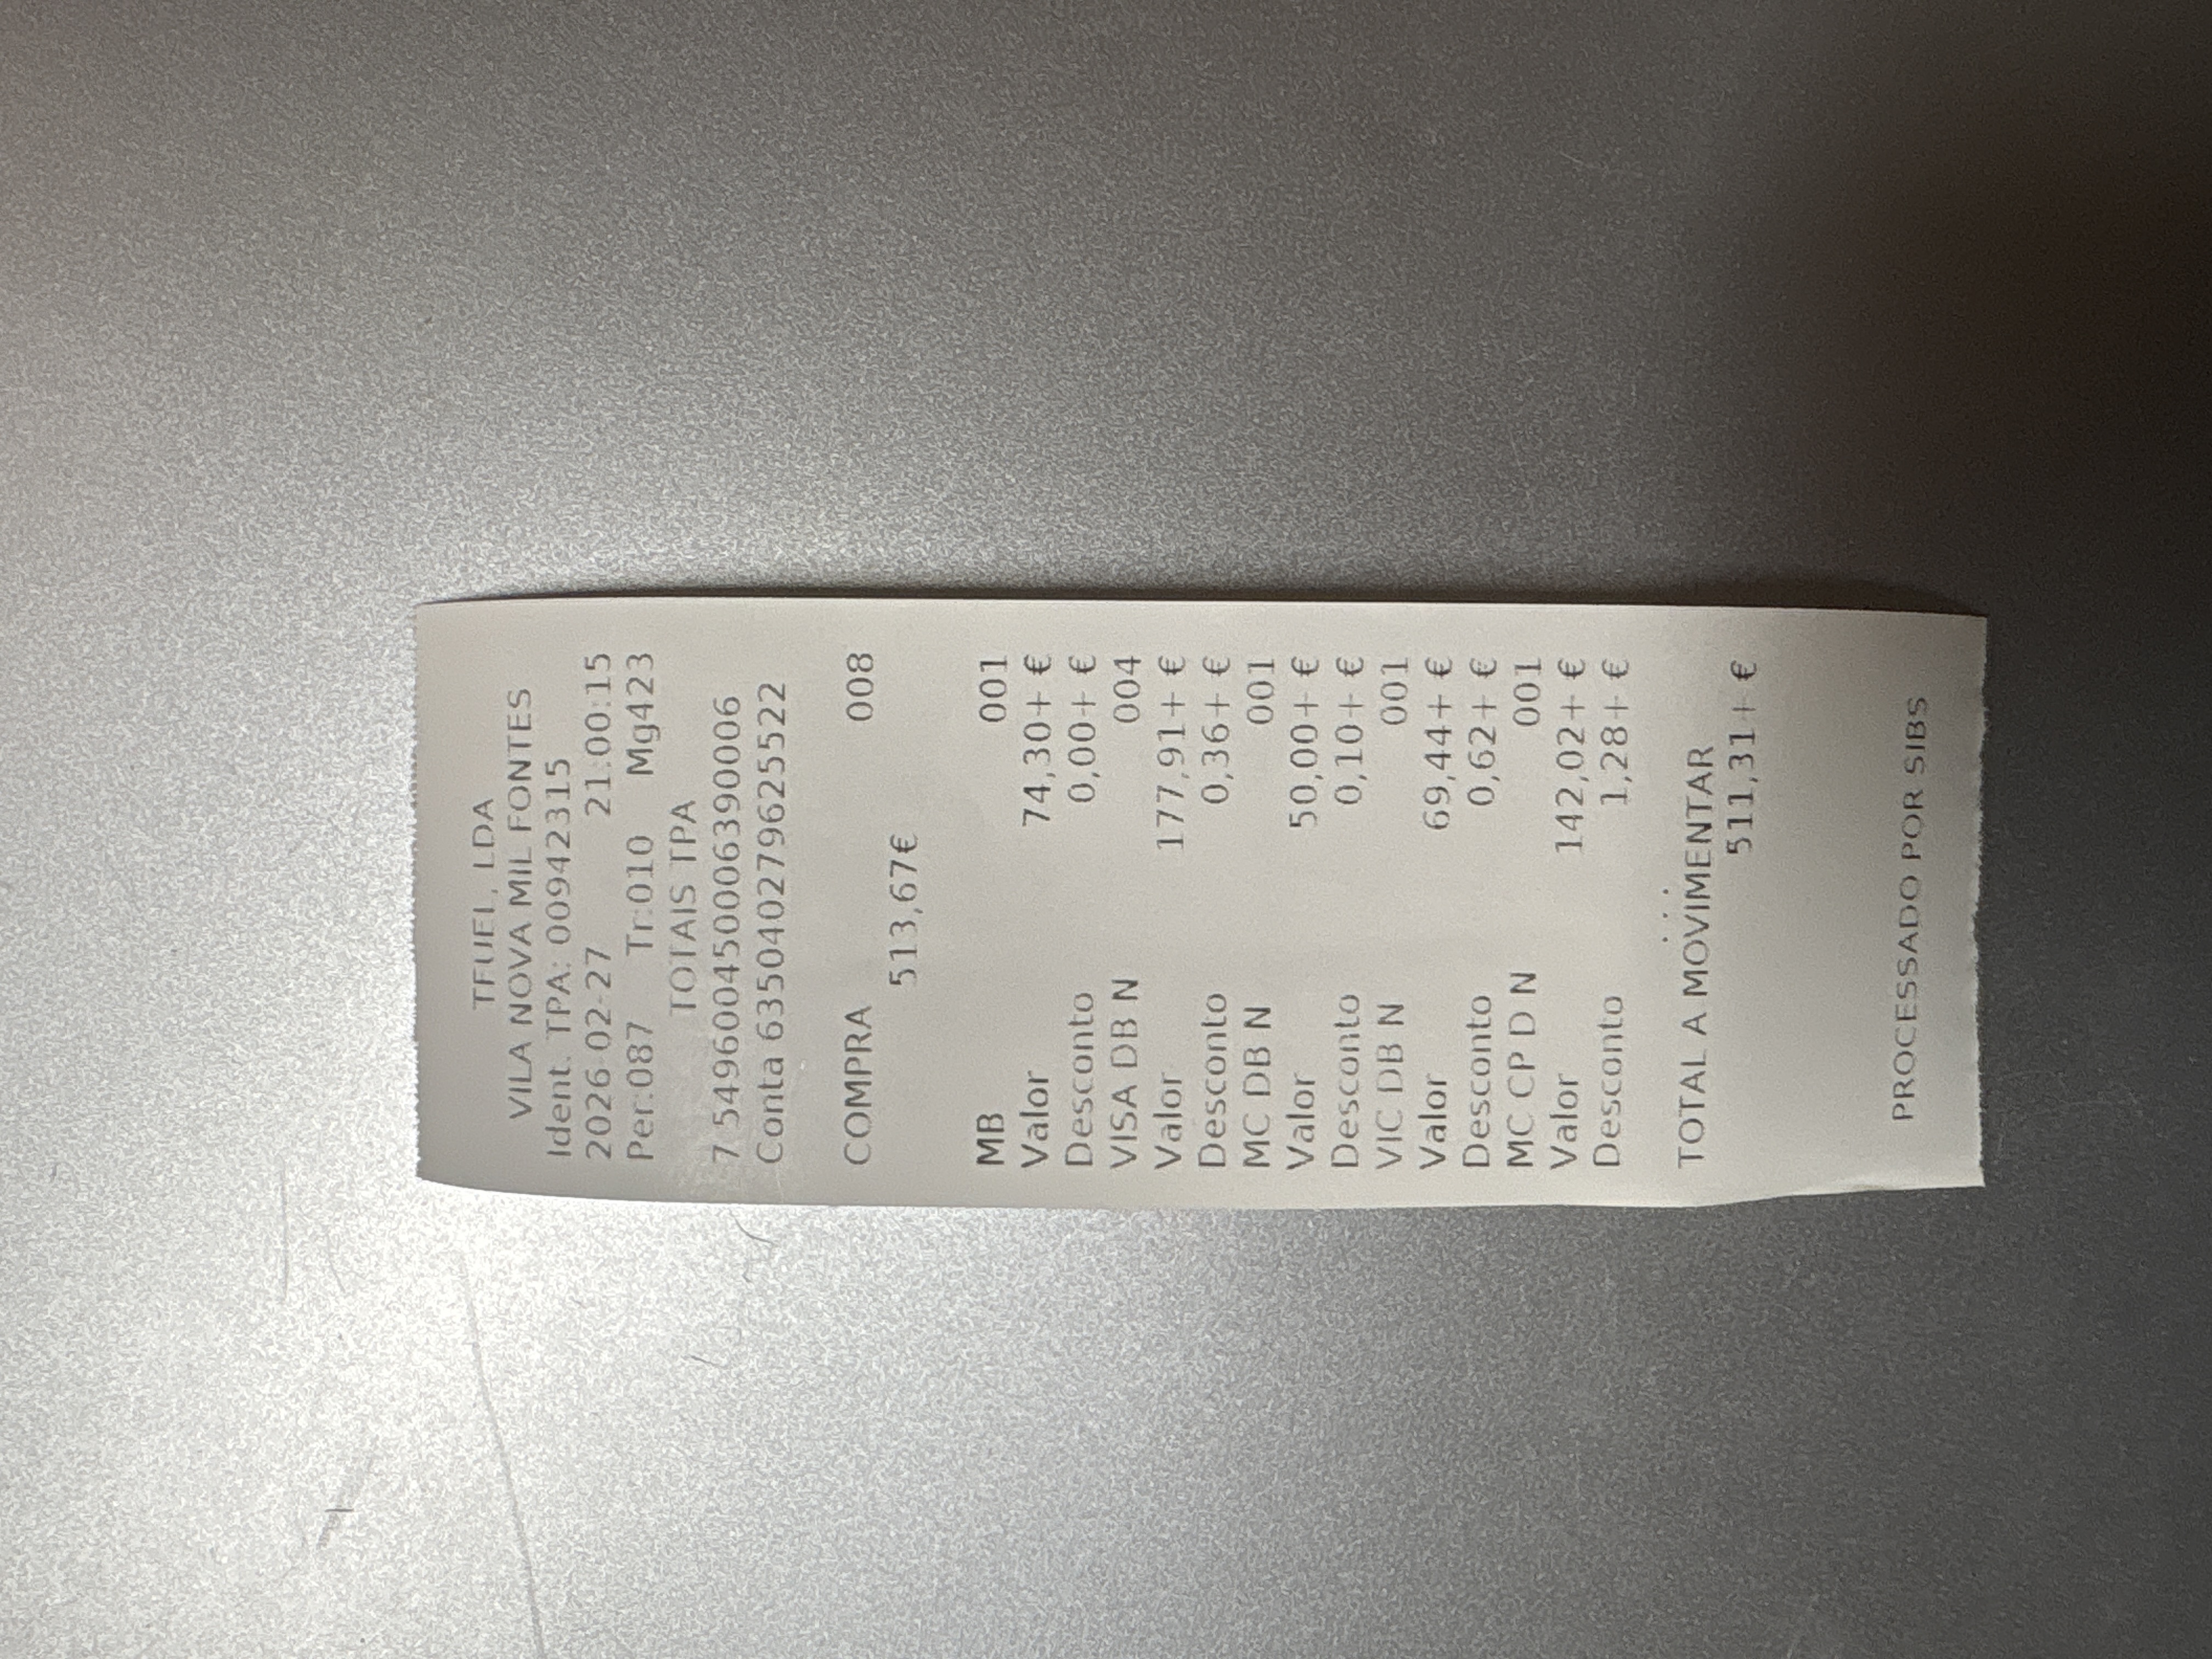 TFUEL, LDA
VILA NOVA MIL FONTES
Ident. TPA: 009423315
2026-02-27 21:00:15
Per:087 Tr:010 Mg423
TOTAIS TPA
7 5496004500063900006
Conta 6350402796255522
COMPRA 008
513,67€
MB 001
Valor 74,30+ €
Desconto 0,00+ €
VISA DB N 004
Valor 177,91+ €
Desconto 0,36+ €
MC DB N 001
Valor 50,00+ €
Desconto 0,10+ €
VIC DB N 001
Valor 69,44+ €
Desconto 0,62+ €
MC CP D N 001
Valor 142,02+ €
Desconto 1,28+ €
TOTAL A MOVIMENTAR
511,31+ €
PROCESSADO POR SIBS